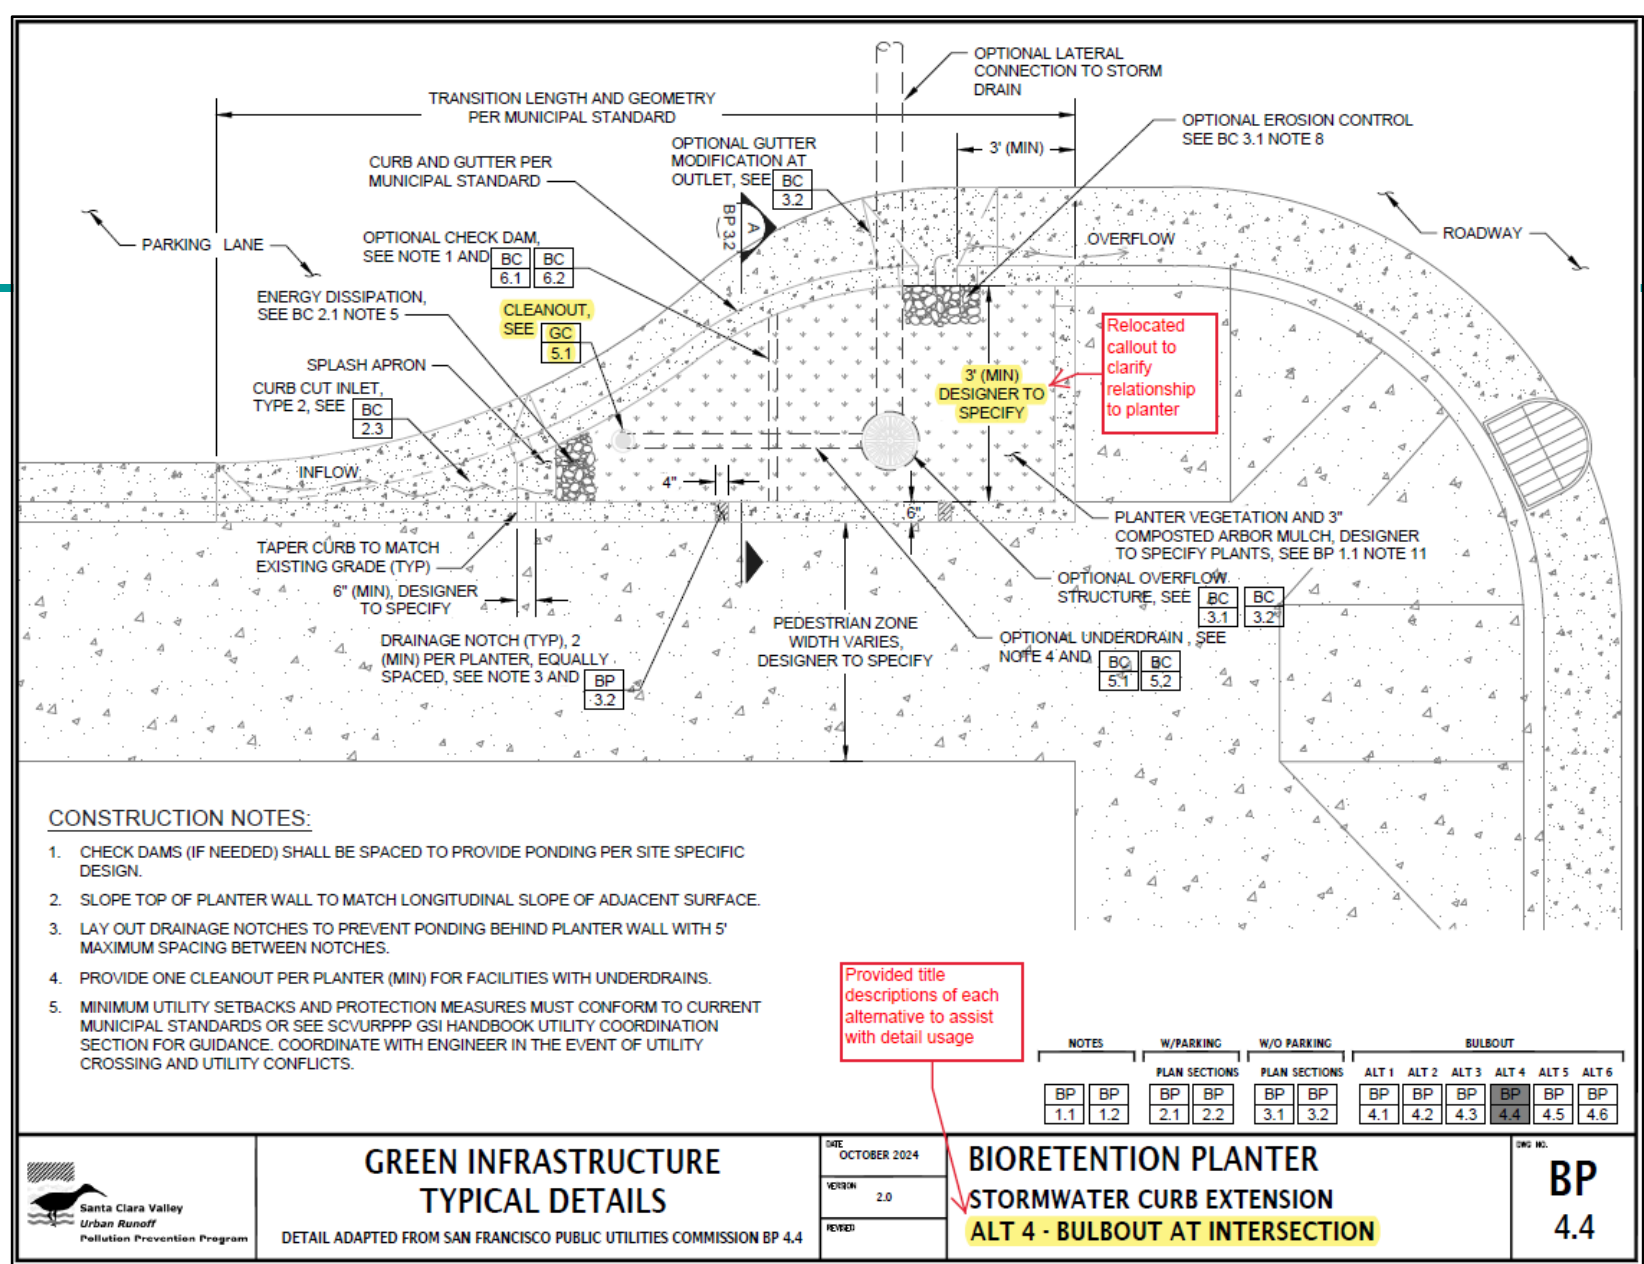 OPTIONAL LATERAL
CONNECTION TO STORM
DRAIN
TRANSITION LENGTH AND GEOMETRY
PER MUNICIPAL STANDARD
OPTIONAL EROSION CONTROL
SEE BC 3.1 NOTE 8
OPTIONAL GUTTER
MODIFICATION AT
OUTLET, SEE BC
3.2
3' (MIN)
CURB AND GUTTER PER
MUNICIPAL STANDARD
A
BP 3.2
PARKING LANE
OPTIONAL CHECK DAM,
SEE NOTE 1 AND BC BC
6.1 6.2
OVERFLOW
ROADWAY
ENERGY DISSIPATION,
SEE BC 2.1 NOTE 5
CLEANOUT,
SEE GC
5.1
SPLASH APRON
CURB CUT INLET,
TYPE 2, SEE BC
2.3
3' (MIN)
DESIGNER TO
SPECIFY
Relocated
callout to
clarify
relationship
to planter
INFLOW
4"
6"
PLANTER VEGETATION AND 3"
COMPOSTED ARBOR MULCH, DESIGNER
TO SPECIFY PLANTS, SEE BP 1.1 NOTE 11
TAPER CURB TO MATCH
EXISTING GRADE (TYP)
6" (MIN), DESIGNER
TO SPECIFY
OPTIONAL OVERFLOW
STRUCTURE, SEE BC BC
3.1 3.2
DRAINAGE NOTCH (TYP), 2
(MIN) PER PLANTER, EQUALLY
SPACED, SEE NOTE 3 AND BP
3.2
PEDESTRIAN ZONE
WIDTH VARIES,
DESIGNER TO SPECIFY
OPTIONAL UNDERDRAIN , SEE
NOTE 4 AND BC BC
5.1 5.2
CONSTRUCTION NOTES:
1. CHECK DAMS (IF NEEDED) SHALL BE SPACED TO PROVIDE PONDING PER SITE SPECIFIC
DESIGN.
2. SLOPE TOP OF PLANTER WALL TO MATCH LONGITUDINAL SLOPE OF ADJACENT SURFACE.
3. LAY OUT DRAINAGE NOTCHES TO PREVENT PONDING BEHIND PLANTER WALL WITH 5'
MAXIMUM SPACING BETWEEN NOTCHES.
4. PROVIDE ONE CLEANOUT PER PLANTER (MIN) FOR FACILITIES WITH UNDERDRAINS.
5. MINIMUM UTILITY SETBACKS AND PROTECTION MEASURES MUST CONFORM TO CURRENT
MUNICIPAL STANDARDS OR SEE SCVURPPP GSI HANDBOOK UTILITY COORDINATION
SECTION FOR GUIDANCE. COORDINATE WITH ENGINEER IN THE EVENT OF UTILITY
CROSSING AND UTILITY CONFLICTS.
Provided title
descriptions of each
alternative to assist
with detail usage
NOTES W/PARKING W/O PARKING BULBOUT
PLAN SECTIONS PLAN SECTIONS ALT 1 ALT 2 ALT 3 ALT 4 ALT 5 ALT 6
BP BP BP BP BP BP BP BP BP BP BP BP
1.1 1.2 2.1 2.2 3.1 3.2 4.1 4.2 4.3 4.4 4.5 4.6
Santa Clara Valley
Urban Runoff
Pollution Prevention Program
GREEN INFRASTRUCTURE
TYPICAL DETAILS
DETAIL ADAPTED FROM SAN FRANCISCO PUBLIC UTILITIES COMMISSION BP 4.4
DATE
OCTOBER 2024
VERSION
2.0
REVISED
BIORETENTION PLANTER
STORMWATER CURB EXTENSION
ALT 4 - BULBOUT AT INTERSECTION
DWG NO.
BP
4.4